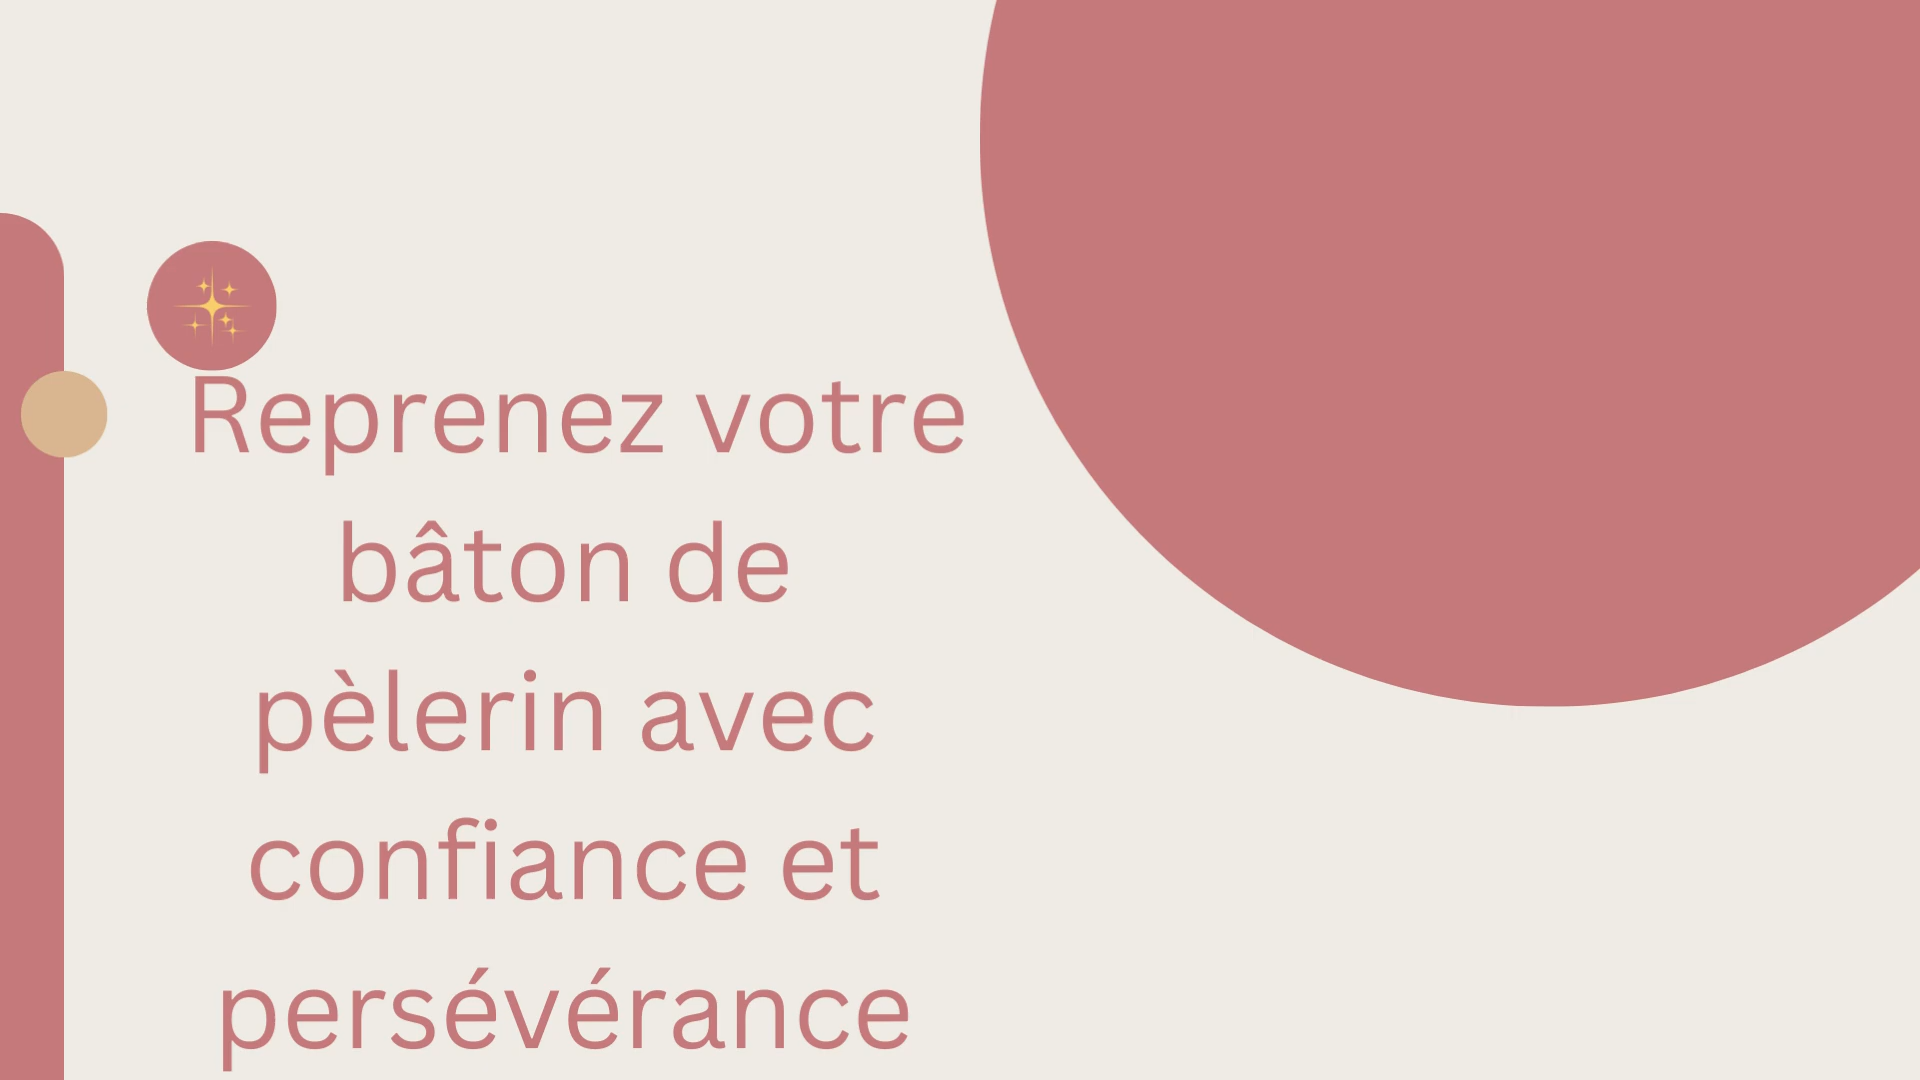 Reprenez votre
bâton de
pèlerin avec
confiance et
persévérance